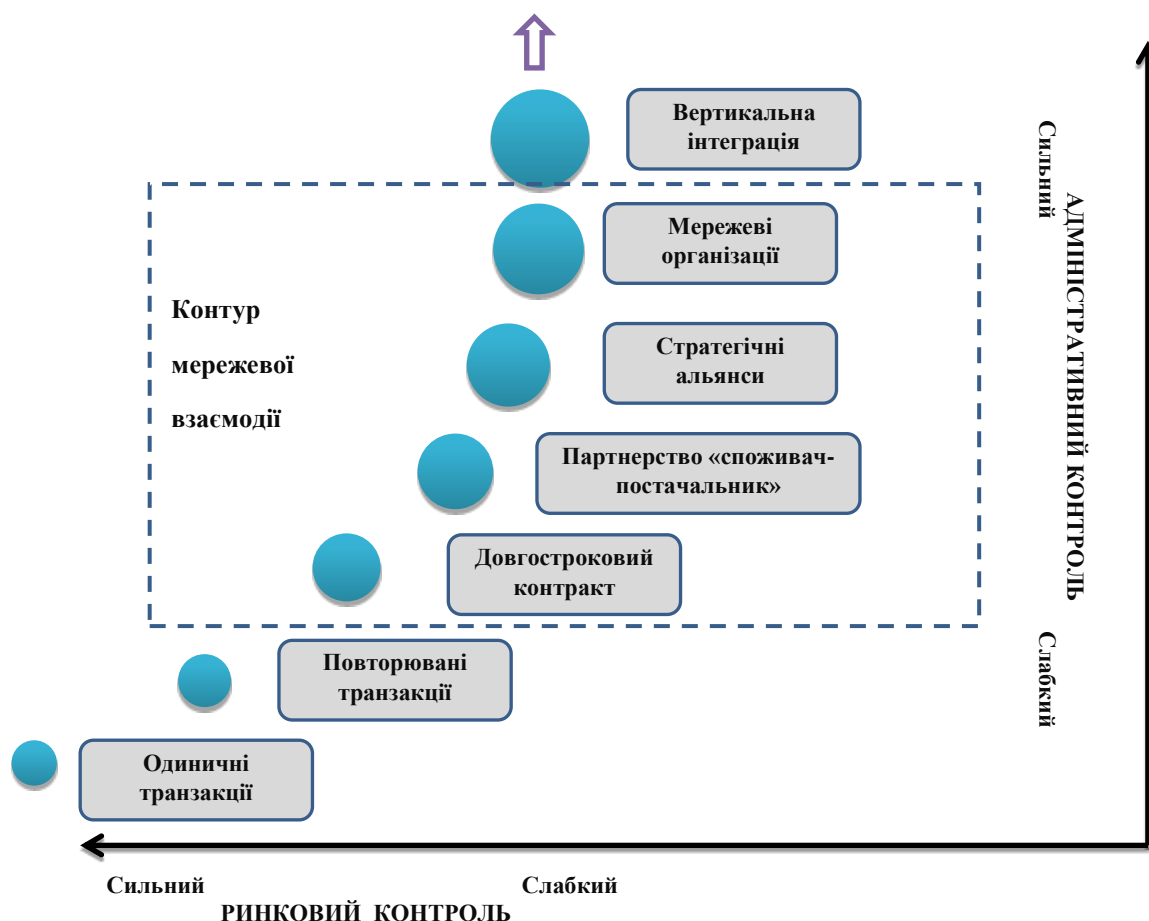 Вертикальна
інтеграція
Мережеві
організації
Контур
мережевої
взаємодії
Стратегічні
альянси
Партнерство «споживач-
постачальник»
Довгостроковий
контракт
Повторювані
транзакції
Одиничні
транзакції
Сильний
АДМІНІСТРАТИВНИЙ КОНТРОЛЬ
Слабкий
Сильний Слабкий
РИНКОВИЙ КОНТРОЛЬ